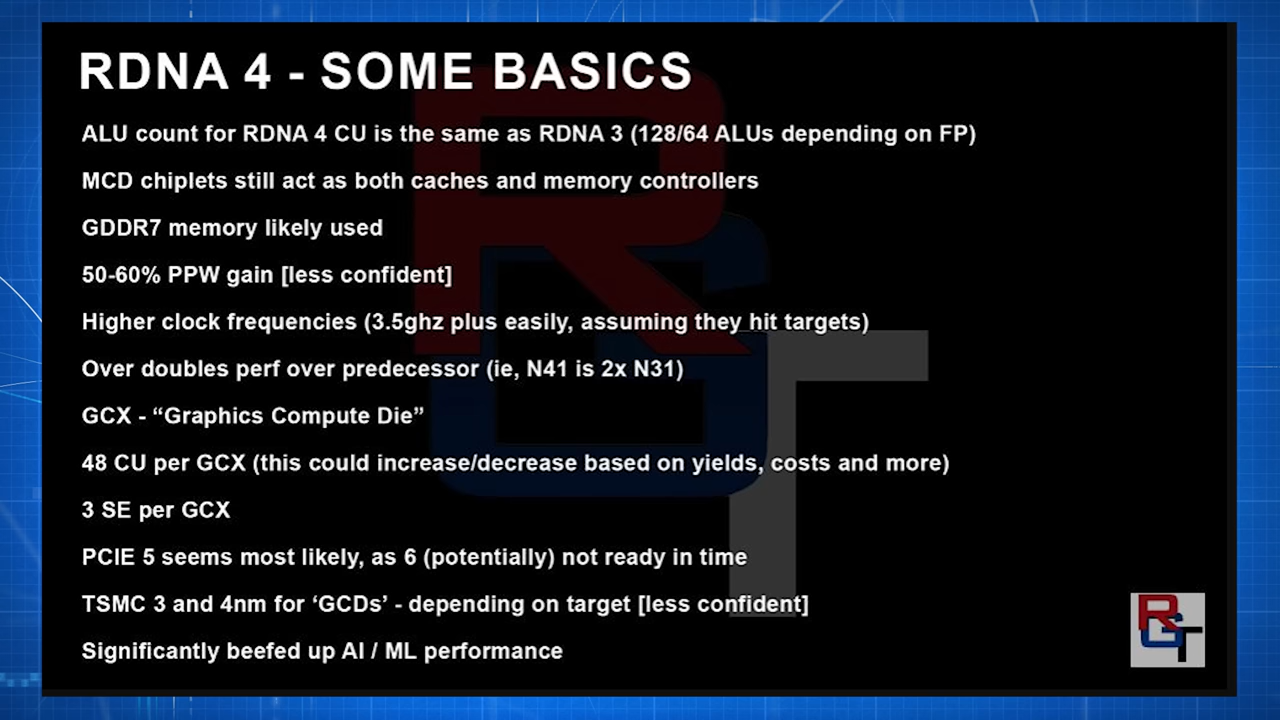 RDNA 4 - SOME BASICS
ALU count for RDNA 4 CU is the same as RDNA 3 (128/64 ALUs depending on FP)
MCD chiplets still act as both caches and memory controllers
GDDR7 memory likely used
50-60% PPW gain [less confident]
Higher clock frequencies (3.5ghz plus easily, assuming they hit targets)
Over doubles perf over predecessor (ie, N41 is 2x N31)
GCX - “Graphics Compute Die”
48 CU per GCX (this could increase/decrease based on yields, costs and more)
3 SE per GCX
PCIE 5 seems most likely, as 6 (potentially) not ready in time
TSMC 3 and 4nm for ‘GCDs’ - depending on target [less confident]
Significantly beefed up AI / ML performance
RGT